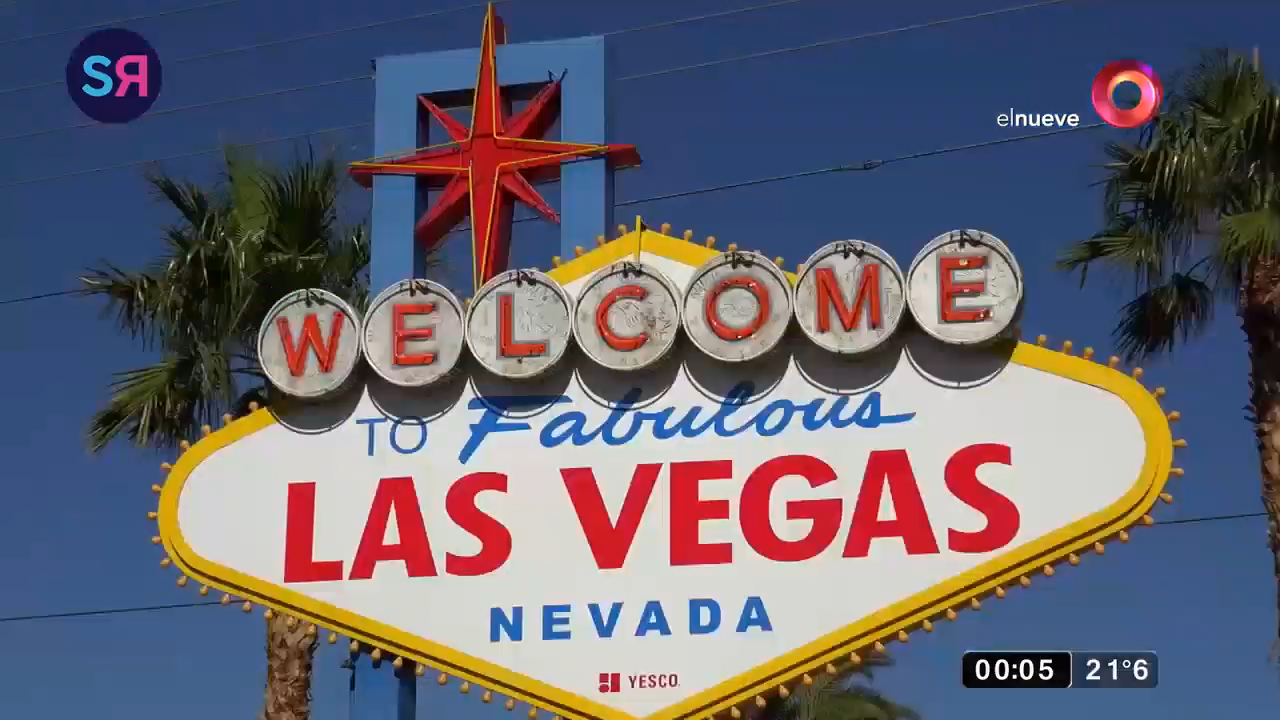 SR
elnueve
WELCOME
TO Fabulous
LAS VEGAS
NEVADA
YESCO.
00:05 21°6